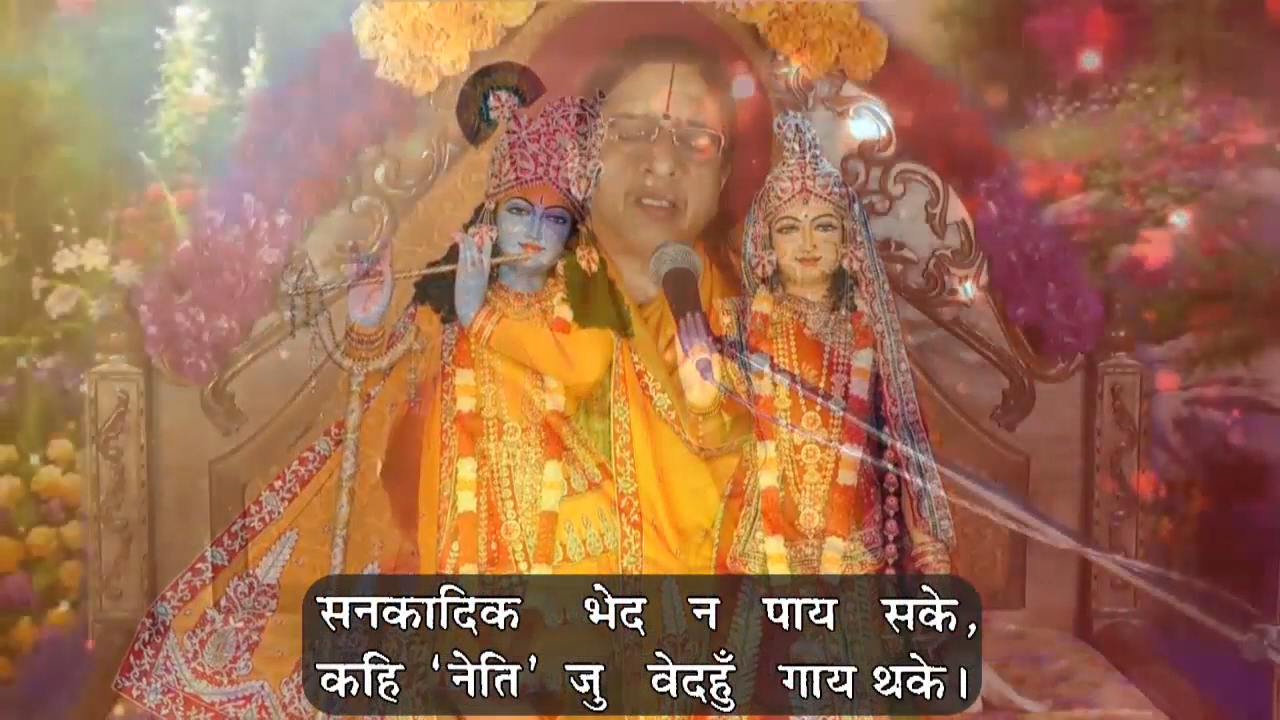 सनकादिक भेद न पाय सके,
कहि ‘नेति’ जु वेदहुँ गाय थके।